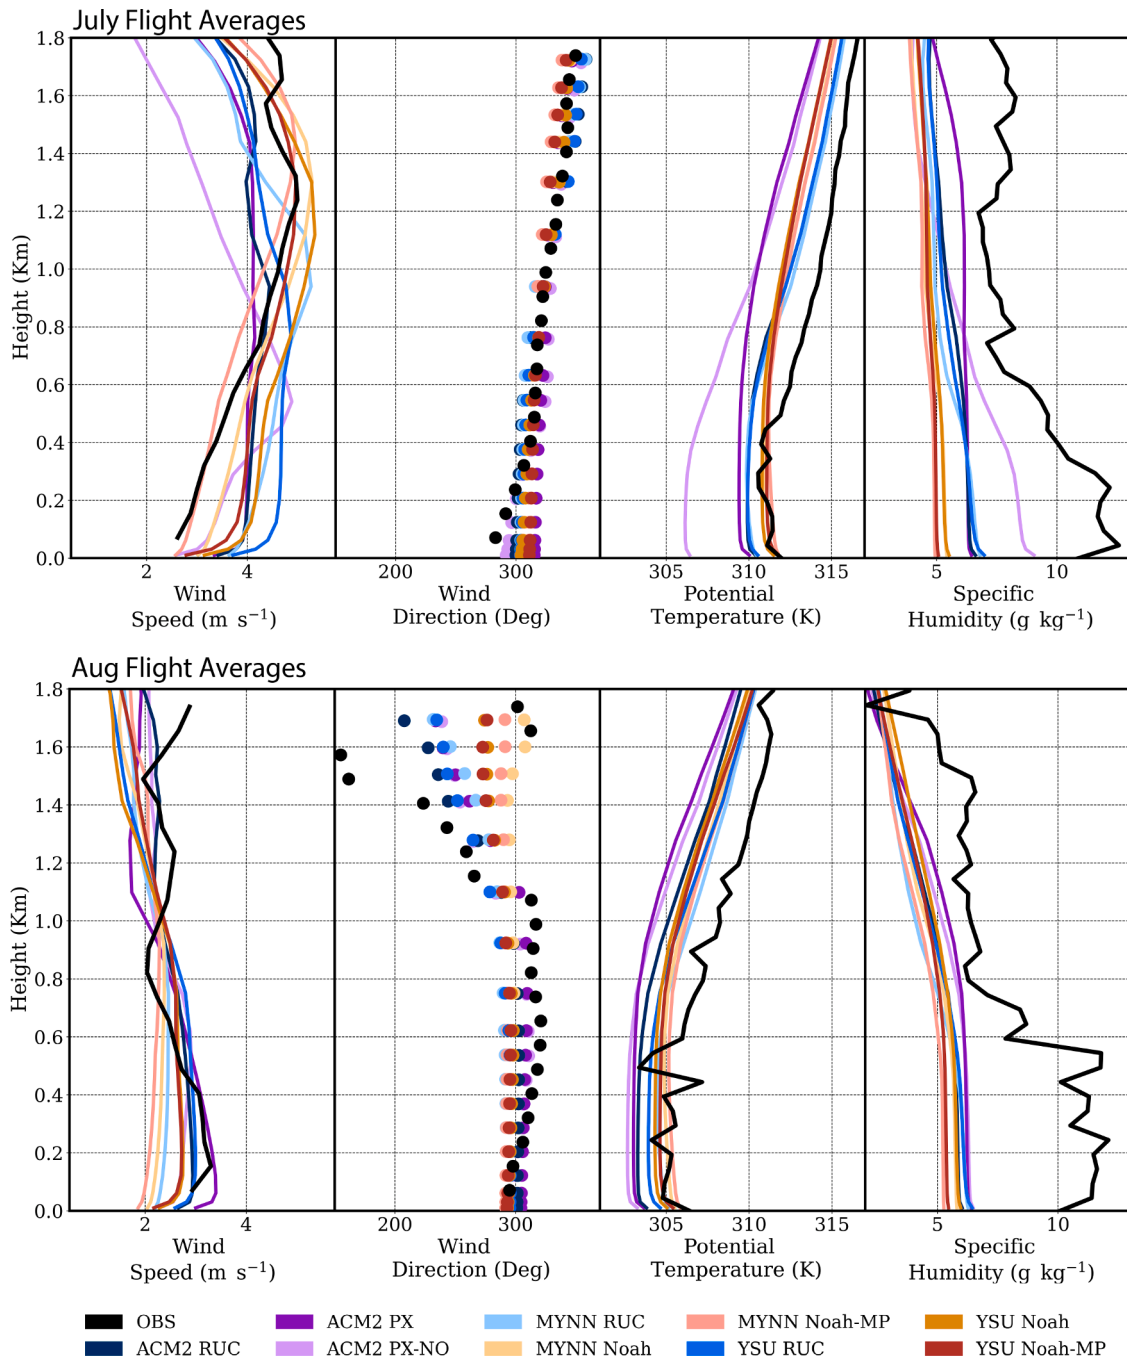 July Flight Averages
1.8
1.6
1.4
1.2
1.0
0.8
0.6
0.4
0.2
0.0
Height (Km)
2 4
Wind
Speed (m s⁻¹)
200 300
Wind
Direction (Deg)
305 310 315
Potential
Temperature (K)
5 10
Specific
Humidity (g kg⁻¹)
Aug Flight Averages
1.8
1.6
1.4
1.2
1.0
0.8
0.6
0.4
0.2
0.0
Height (Km)
2 4
Wind
Speed (m s⁻¹)
200 300
Wind
Direction (Deg)
305 310 315
Potential
Temperature (K)
5 10
Specific
Humidity (g kg⁻¹)
OBS ACM2 PX MYNN RUC MYNN Noah-MP YSU Noah
ACM2 RUC ACM2 PX-NO MYNN Noah YSU RUC YSU Noah-MP